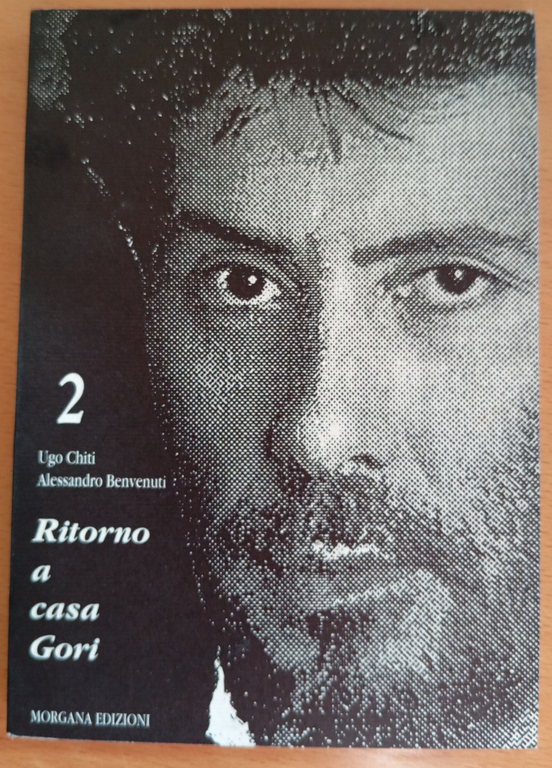 2
Ugo Chiti
Alessandro Benvenuti
Ritorno
a
casa
Gori
MORGANA EDIZIONI